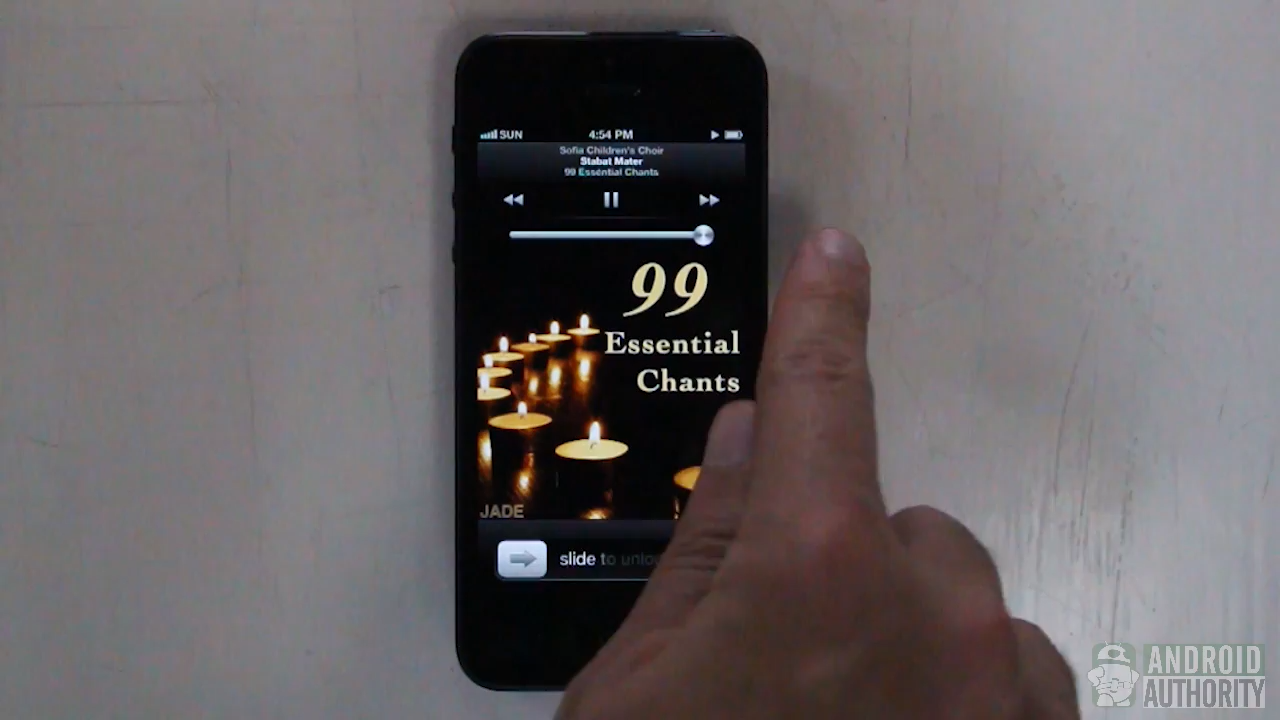 SUN 4:54 PM
Sofia Children's Choir
Stabat Mater
99 Essential Chants
99
Essential
Chants
JADE
slide to unlo
ANDROID
AUTHORITY